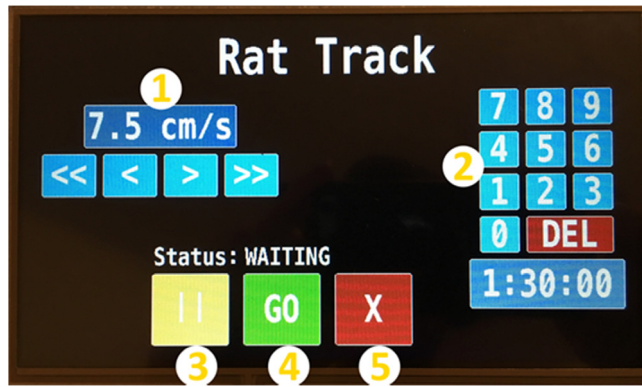 Rat Track
1
7.5 cm/s
<< < > >>
7 8 9
2
4 5 6
1 2 3
0 DEL
1:30:00
Status: WAITING
|| GO X
3 4 5